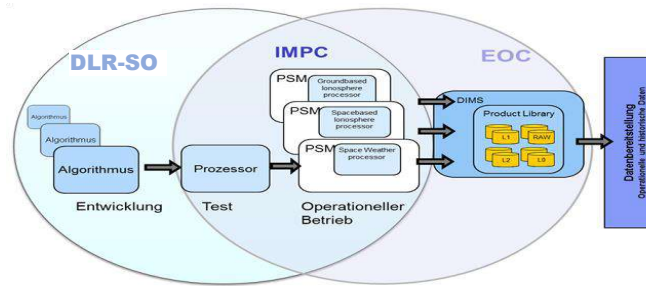 DLR-SO
IMPC
EOC
Algorithmus
Algorithmus
Algorithmus
Entwicklung
Prozessor
Test
PSM
Groundbased
Ionosphere
processor
PSM
Spacebased
Ionosphere
processor
PSM
Space Weather
processor
Operationeller
Betrieb
DIMS
Product Library
L1
RAW
L2
L0
Datenbereitstellung
Operationelle und historische Daten